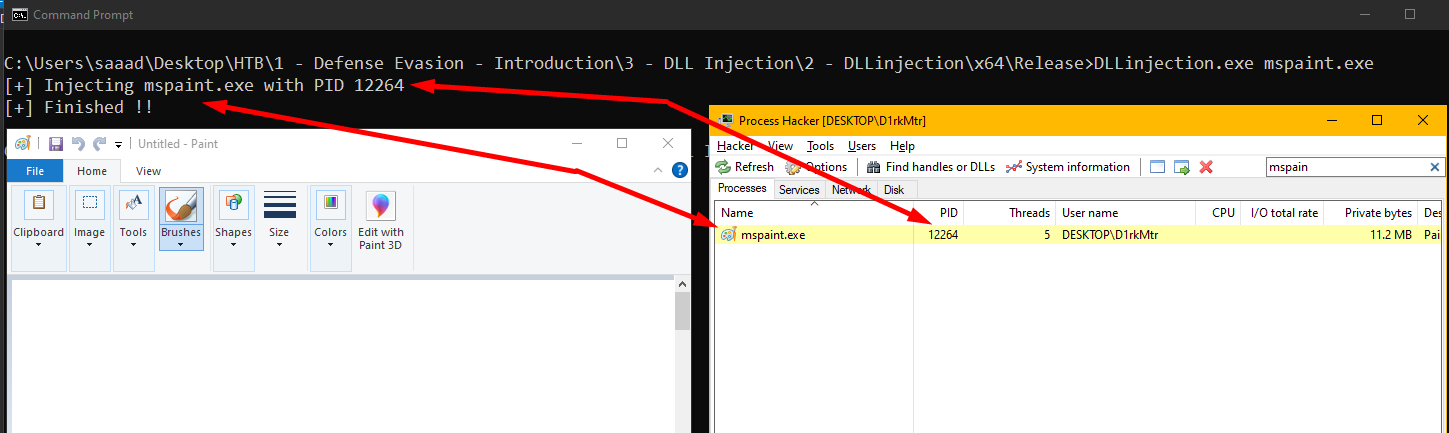 Command Prompt
C:\Users\saaad\Desktop\HTB\1 - Defense Evasion - Introduction\3 - DLL Injection\2 - DLLinjection\x64\Release>DLLinjection.exe mspaint.exe
[+] Injecting mspaint.exe with PID 12264
[+] Finished !!
Untitled - Paint
File Home View
Clipboard Image Tools Brushes Shapes Size Colors Edit with
Paint 3D
Process Hacker [DESKTOP\D1rkMtr]
Hacker View Tools Users Help
Refresh Options Find handles or DLLs System information mspain
Processes Services Network Disk
Name PID Threads User name CPU I/O total rate Private bytes Des
mspaint.exe 12264 5 DESKTOP\D1rkMtr 11.2 MB Pai